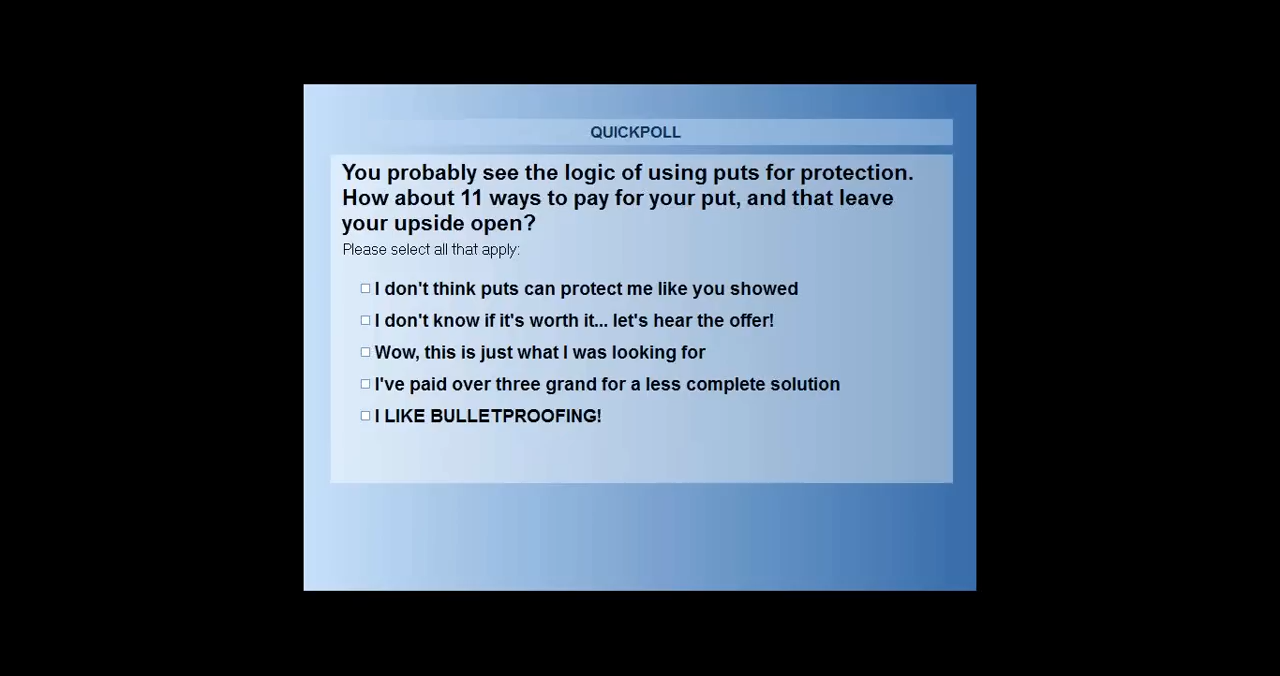 QUICKPOLL
You probably see the logic of using puts for protection.
How about 11 ways to pay for your put, and that leave
your upside open?
Please select all that apply:
I don't think puts can protect me like you showed
I don't know if it's worth it... let's hear the offer!
Wow, this is just what I was looking for
I've paid over three grand for a less complete solution
I LIKE BULLETPROOFING!